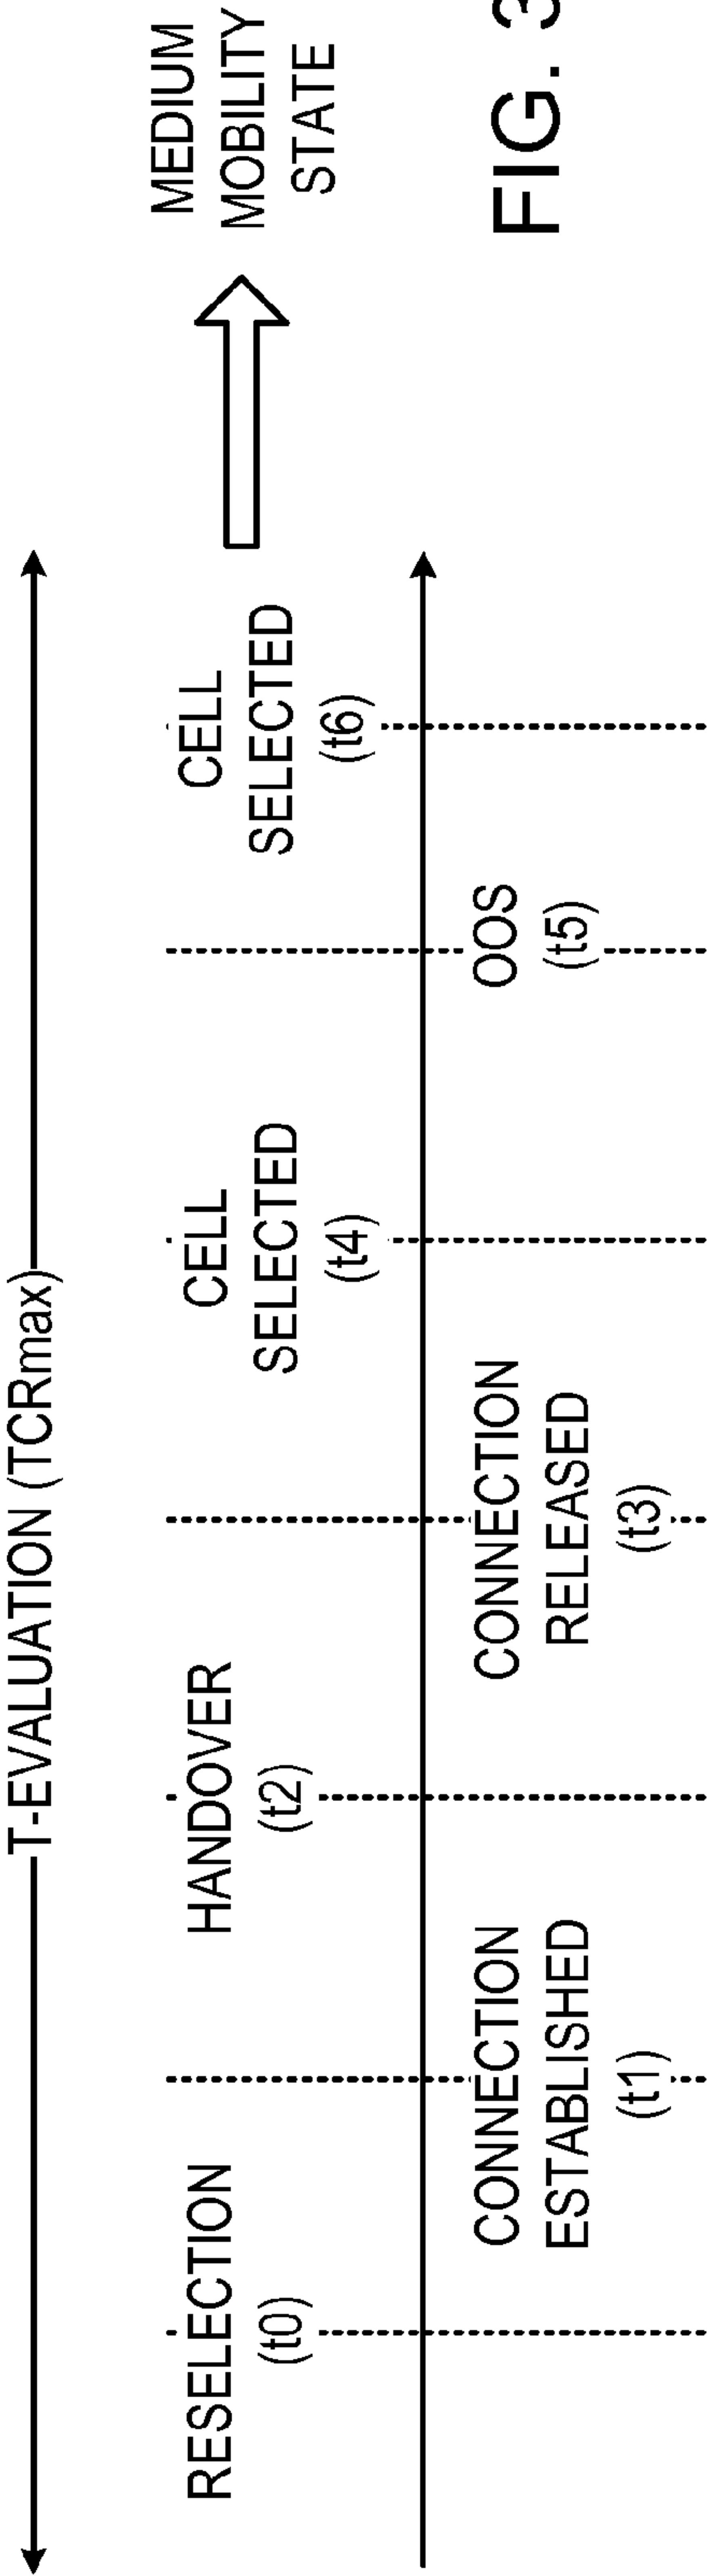 T-EVALUATION (TCRmax)
RESELECTION
(t0)
HANDOVER
(t2)
CELL
SELECTED
(t4)
CELL
SELECTED
(t6)
MEDIUM
MOBILITY
STATE
CONNECTION
ESTABLISHED
(t1)
CONNECTION
RELEASED
(t3)
OOS
(t5)
FIG. 3